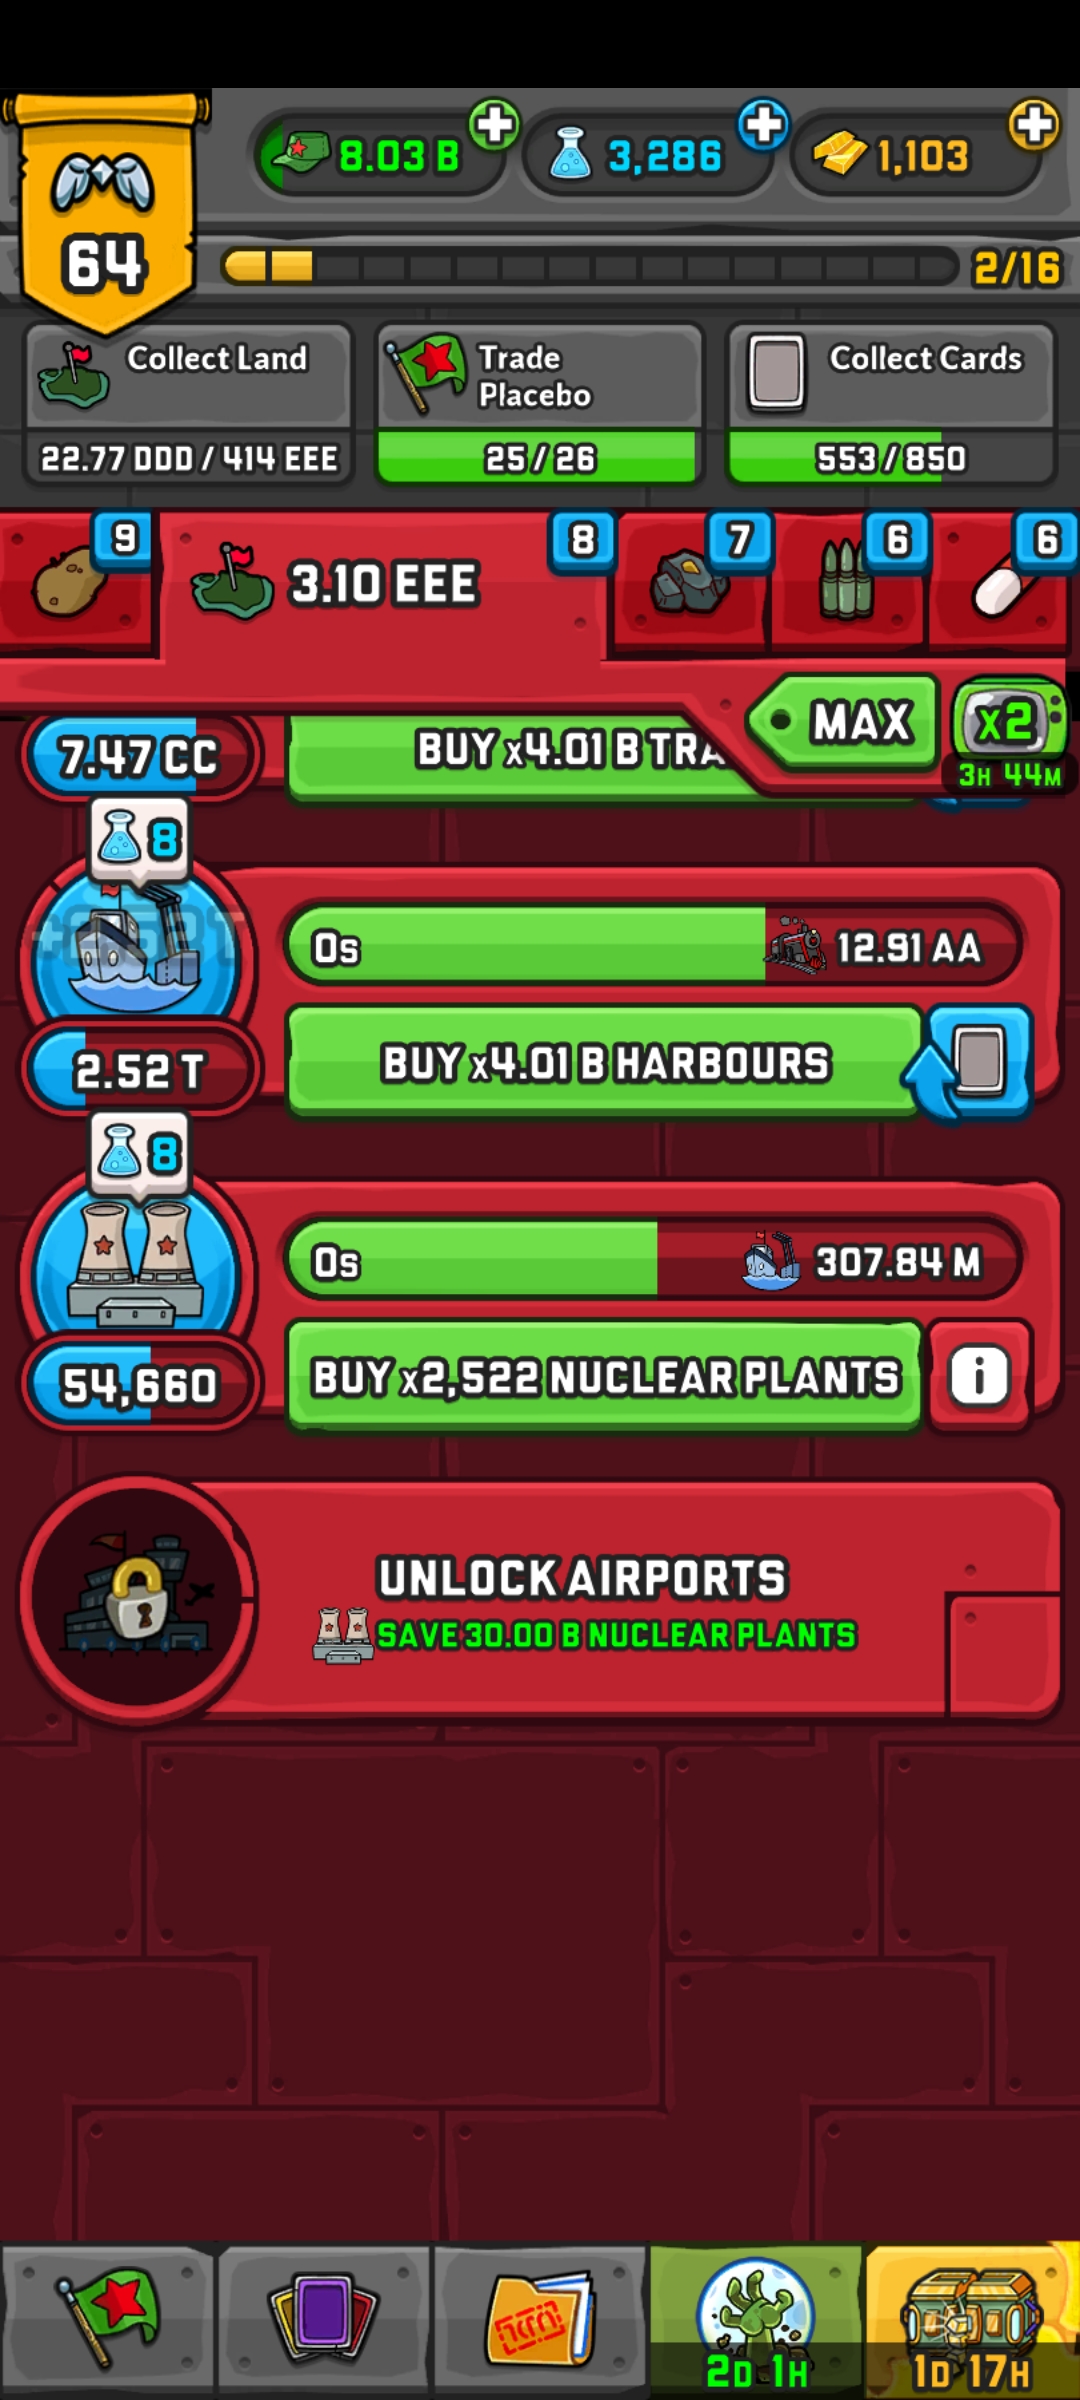 8.03 B
3,286
1,103
64
2/16
Collect Land
22.77 DDD / 414 EEE
Trade
Placebo
25 / 26
Collect Cards
553 / 850
9
3.10 EEE
8
7
6
6
MAX
x2
3H 44M
7.47 CC
BUY x4.01 B TRA
8
0s
12.91 AA
2.52 T
BUY x4.01 B HARBOURS
8
0s
307.84 M
54,660
BUY x2,522 NUCLEAR PLANTS
i
UNLOCK AIRPORTS
SAVE 30.00 B NUCLEAR PLANTS
2D 1H
1D 17H